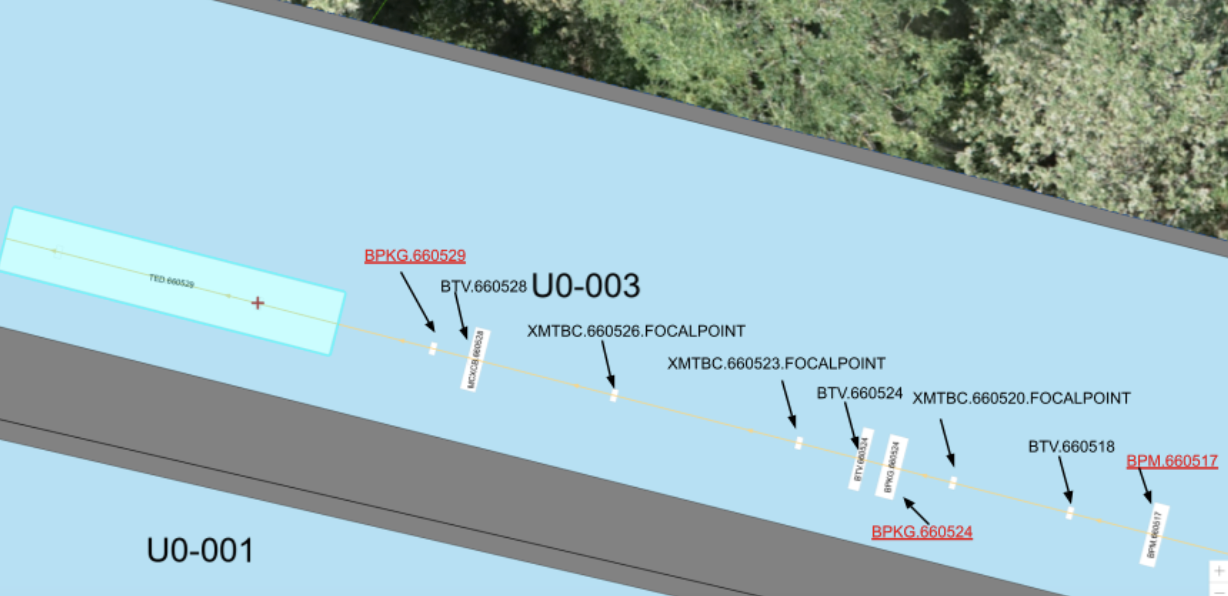 BPKG.660529
BTV.660528
U0-003
TED.660529
XMTBC.660526.FOCALPOINT
MCXCB.660528
XMTBC.660523.FOCALPOINT
BTV.660524
XMTBC.660520.FOCALPOINT
BTV.660518
BPM.660517
BTV.660524
BPKG.660524
BPKG.660524
BPM.660517
U0-001
+
−